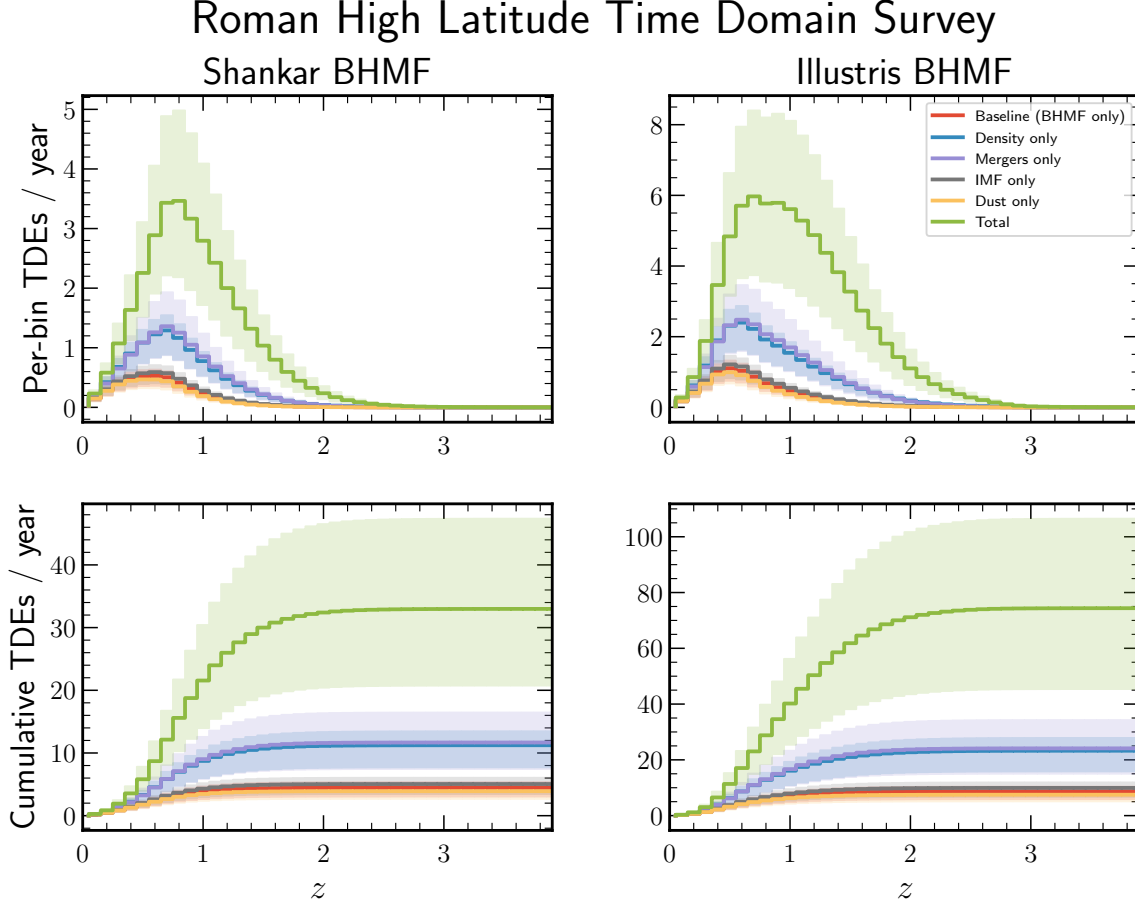 Roman High Latitude Time Domain Survey
Shankar BHMF
Illustris BHMF
Per-bin TDEs / year
5
4
3
2
1
0
0
1
2
3
8
6
4
2
0
0
1
2
3
Baseline (BHMF only)
Density only
Mergers only
IMF only
Dust only
Total
Cumulative TDEs / year
40
30
20
10
0
0
1
2
3
z
100
80
60
40
20
0
0
1
2
3
z